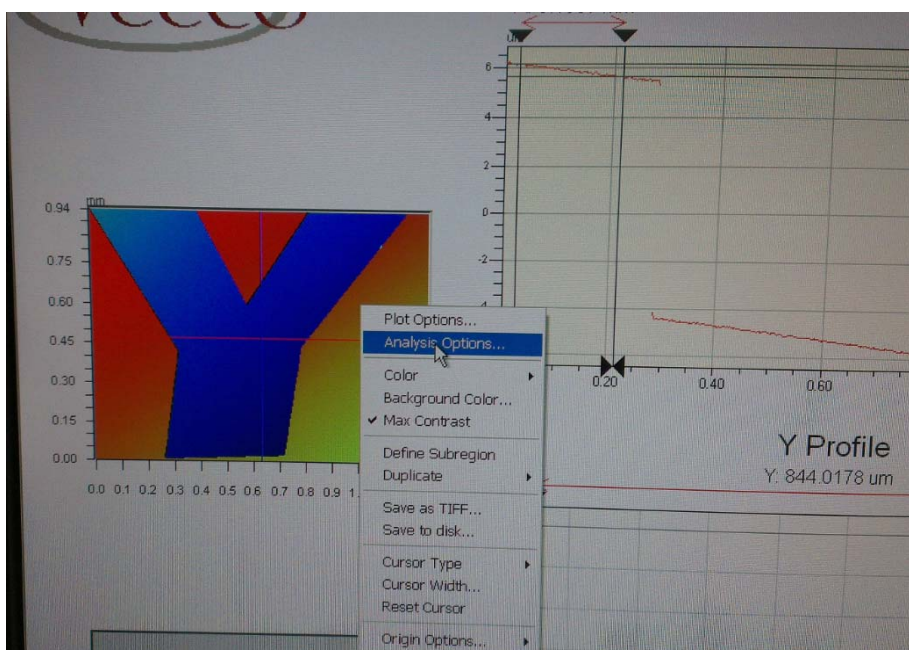 Veeco
um
6
4
2
0
-2
4
0.20 0.40 0.60
mm
0.94
0.75
0.60
0.45
0.30
0.15
0.00
0.0 0.1 0.2 0.3 0.4 0.5 0.6 0.7 0.8 0.9 1.
Plot Options...
Analysis Options...
Color
Background Color...
Max Contrast
Define Subregion
Duplicate
Save as TIFF...
Save to disk...
Cursor Type
Cursor Width...
Reset Cursor
Origin Options...
Y Profile
Y: 844.0178 um